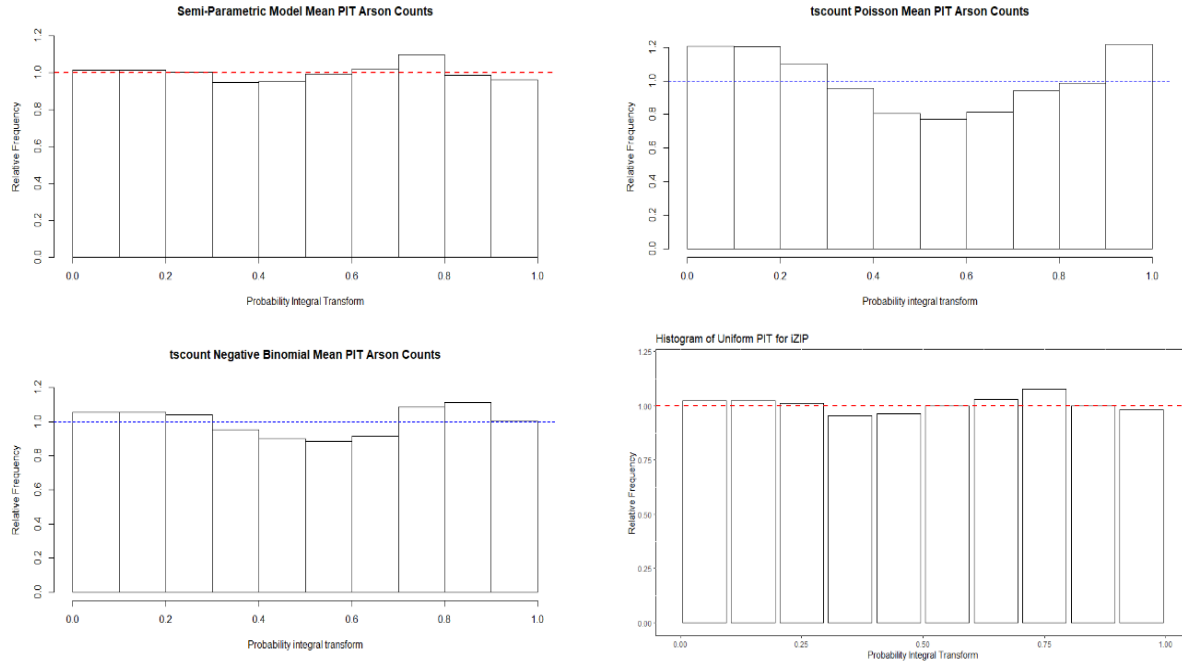 Semi-Parametric Model Mean PIT Arson Counts
Relative Frequency
1.2
1.0
0.8
0.6
0.4
0.2
0.0
0.0 0.2 0.4 0.6 0.8 1.0
Probability Integral Transform
tscount Poisson Mean PIT Arson Counts
Relative Frequency
1.2
1.0
0.8
0.6
0.4
0.2
0.0
0.0 0.2 0.4 0.6 0.8 1.0
Probability integral transform
tscount Negative Binomial Mean PIT Arson Counts
Relative Frequency
1.2
1.0
0.8
0.6
0.4
0.2
0.0
0.0 0.2 0.4 0.6 0.8 1.0
Probability integral transform
Histogram of Uniform PIT for iZIP
Relative Frequency
1.25
1.00
0.75
0.50
0.25
0.00
0.00 0.25 0.50 0.75 1.00
Probability Integral Transform